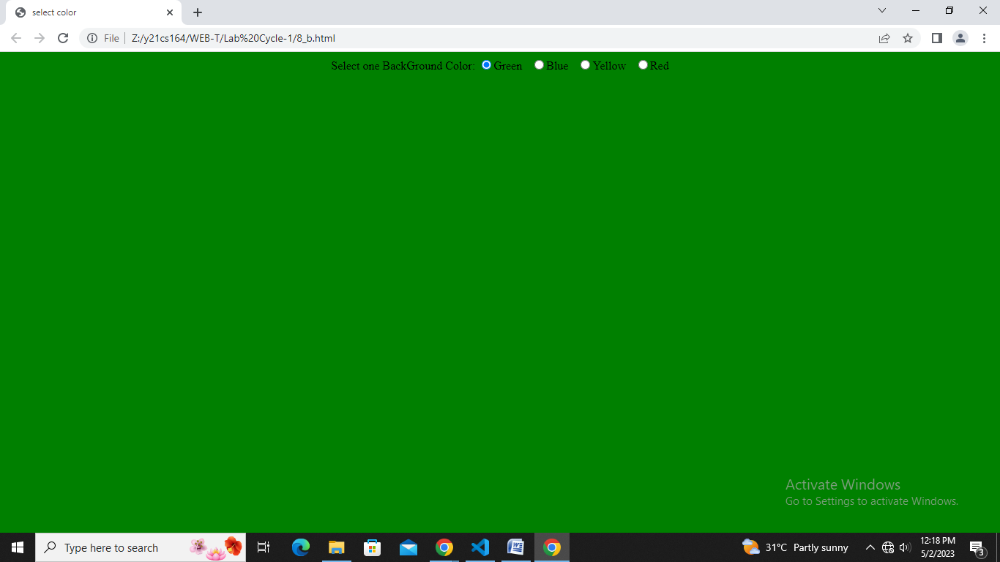 select color
File
Z:/y21cs164/WEB-T/Lab%20Cycle-1/8_b.html
Select one BackGround Color: Green Blue Yellow Red
Activate Windows
Go to Settings to activate Windows.
Type here to search
31°C Partly sunny
12:18 PM
5/2/2023
3